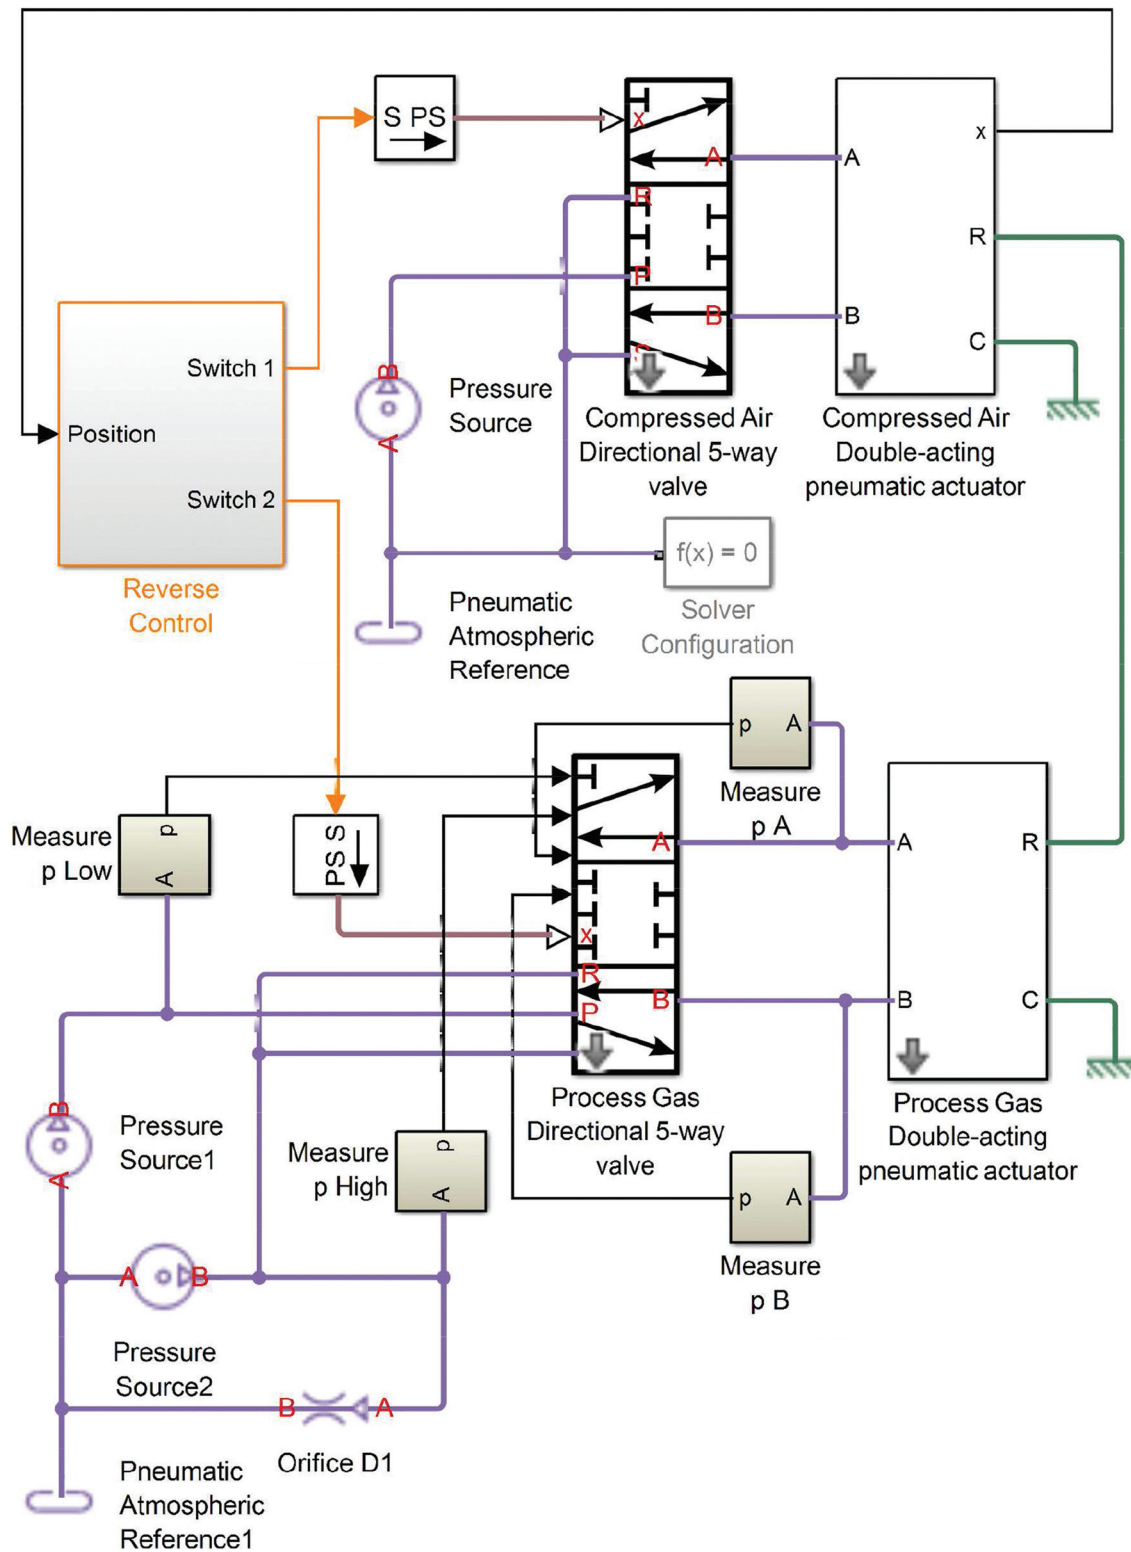 S PS
x
A
R
P
B
x
A
R
B
C
Switch 1
Position
Switch 2
Reverse
Control
B
A
Pressure
Source
Compressed Air
Directional 5-way
valve
Compressed Air
Double-acting
pneumatic actuator
f(x) = 0
Solver
Configuration
Pneumatic
Atmospheric
Reference
p A
Measure
p A
Measure
p Low
p
A
PS S
A
x
R
B
P
A
R
B
C
Process Gas
Directional 5-way
valve
Process Gas
Double-acting
pneumatic actuator
B
A
Pressure
Source1
Measure
p High
p
A
p A
Measure
p B
A
B
Pressure
Source2
B
A
Orifice D1
Pneumatic
Atmospheric
Reference1